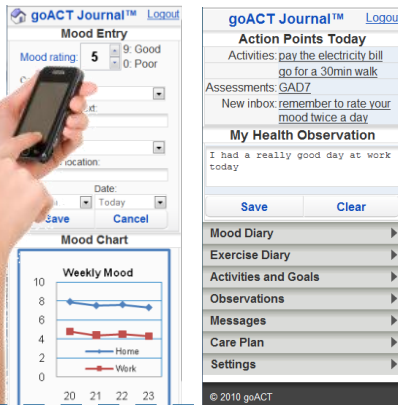 goACT Journal™ Logout
Mood Entry
Mood rating: 5 9: Good
0: Poor
ext:
location:
Date:
Today
Save Cancel
Mood Chart
Weekly Mood
10
8
6
4
2
0
Home
Work
20 21 22 23
goACT Journal™ Logou
Action Points Today
Activities: pay the electricity bill
go for a 30min walk
Assessments: GAD7
New inbox: remember to rate your
mood twice a day
My Health Observation
I had a really good day at work
today
Save Clear
Mood Diary
Exercise Diary
Activities and Goals
Observations
Messages
Care Plan
Settings
© 2010 goACT